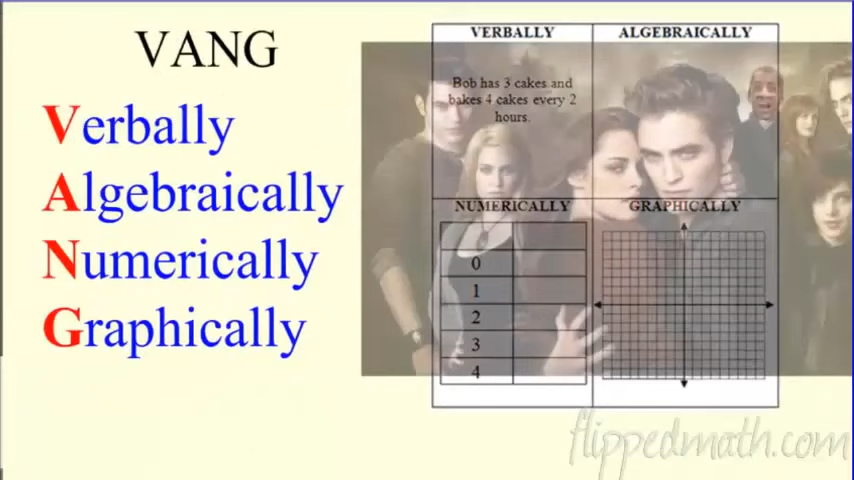 VANG
Verbally
Algebraically
Numerically
Graphically
VERBALLY
Bob has 3 cakes and
bakes 4 cakes every 2
hours.
ALGEBRAICALLY
NUMERICALLY
0
1
2
3
4
GRAPHICALLY
flippedmath.com